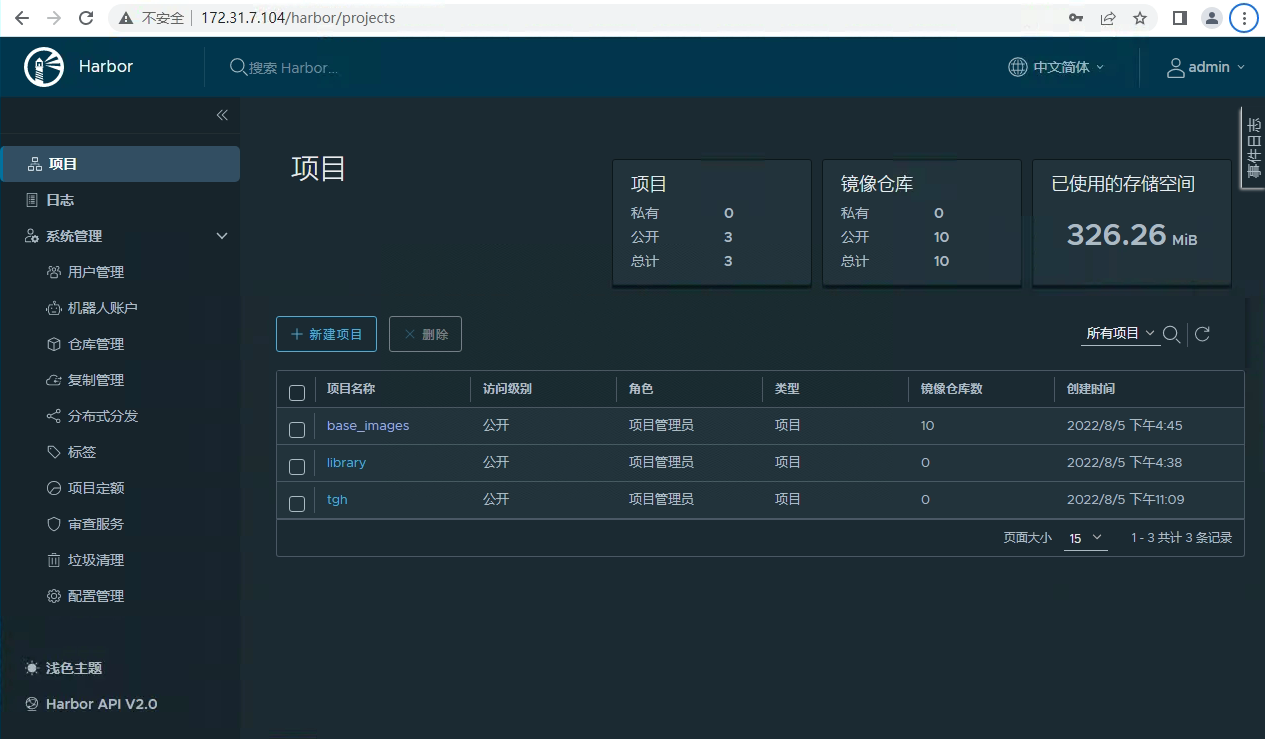 不安全 172.31.7.104/harbor/projects
Harbor 搜索 Harbor... 中文简体 admin
事件日志
项目
日志
系统管理
用户管理
机器人账户
仓库管理
复制管理
分布式分发
标签
项目定额
审查服务
垃圾清理
配置管理
浅色主题
Harbor API V2.0
项目
项目
私有 0
公开 3
总计 3
镜像仓库
私有 0
公开 10
总计 10
已使用的存储空间
326.26 MiB
新建项目 删除 所有项目
项目名称 访问级别 角色 类型 镜像仓库数 创建时间
base_images 公开 项目管理员 项目 10 2022/8/5 下午4:45
library 公开 项目管理员 项目 0 2022/8/5 下午4:38
tgh 公开 项目管理员 项目 0 2022/8/5 下午11:09
页面大小 15 1 - 3 共计 3 条记录